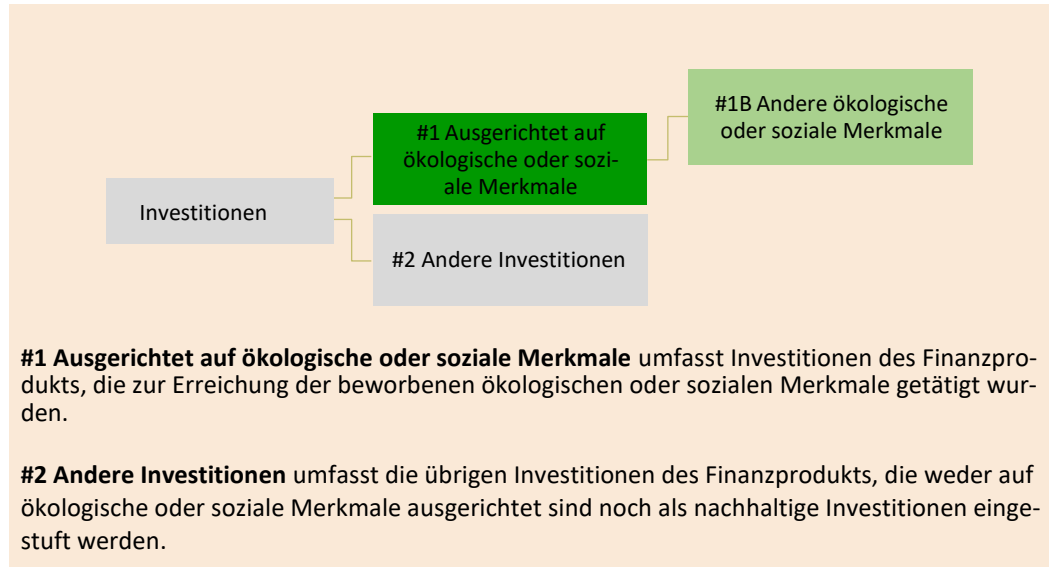 #1B Andere ökologische
oder soziale Merkmale
#1 Ausgerichtet auf
ökologische oder sozi-
ale Merkmale
Investitionen
#2 Andere Investitionen
#1 Ausgerichtet auf ökologische oder soziale Merkmale umfasst Investitionen des Finanzpro-
dukts, die zur Erreichung der beworbenen ökologischen oder sozialen Merkmale getätigt wur-
den.
#2 Andere Investitionen umfasst die übrigen Investitionen des Finanzprodukts, die weder auf
ökologische oder soziale Merkmale ausgerichtet sind noch als nachhaltige Investitionen einge-
stuft werden.